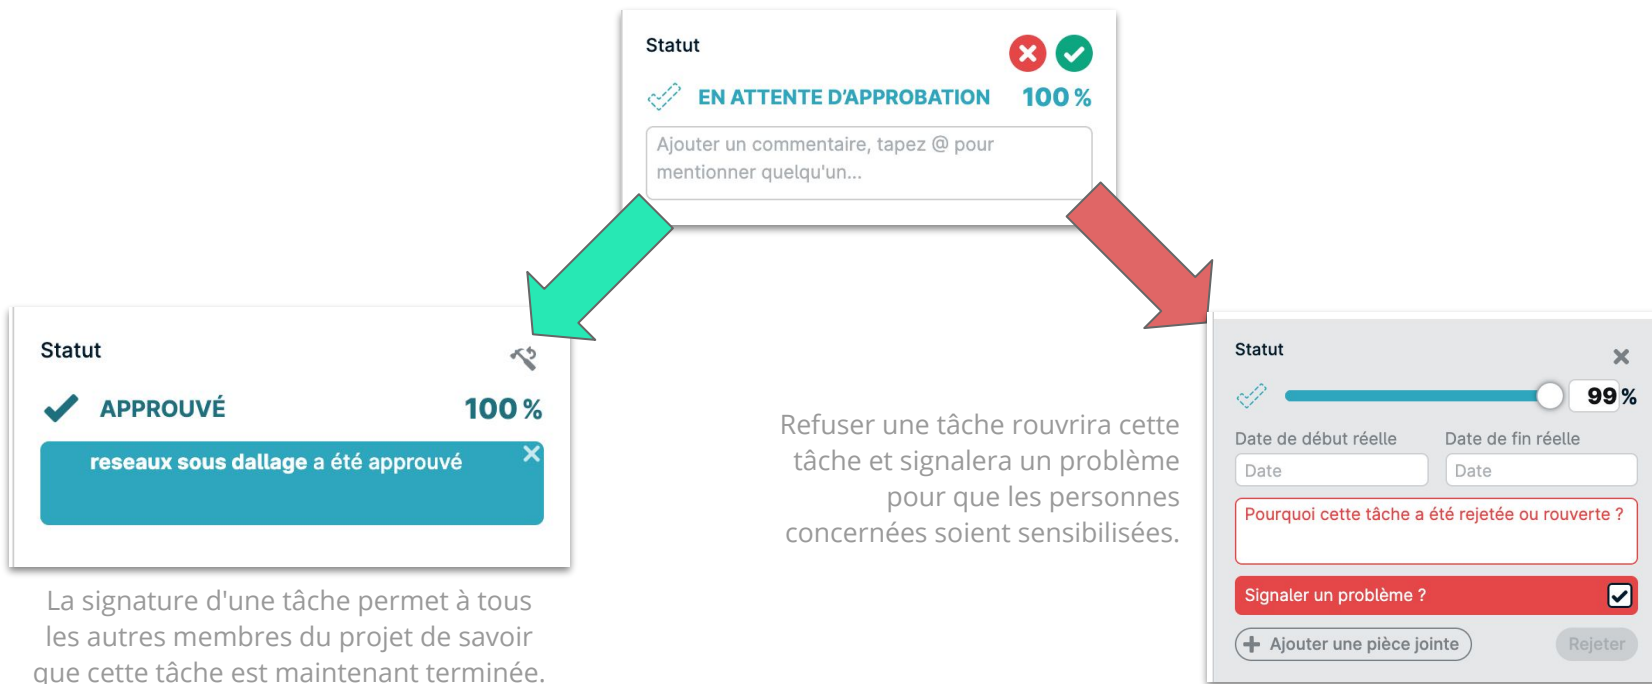 Statut
EN ATTENTE D'APPROBATION 100 %
Ajouter un commentaire, tapez @ pour
mentionner quelqu'un...
Statut
APPROUVÉ 100 %
reseaux sous dallage a été approuvé
La signature d'une tâche permet à tous
les autres membres du projet de savoir
que cette tâche est maintenant terminée.
Refuser une tâche rouvrira cette
tâche et signalera un problème
pour que les personnes
concernées soient sensibilisées.
Statut
99 %
Date de début réelle Date de fin réelle
Date Date
Pourquoi cette tâche a été rejetée ou rouverte ?
Signaler un problème ?
Ajouter une pièce jointe Rejeter